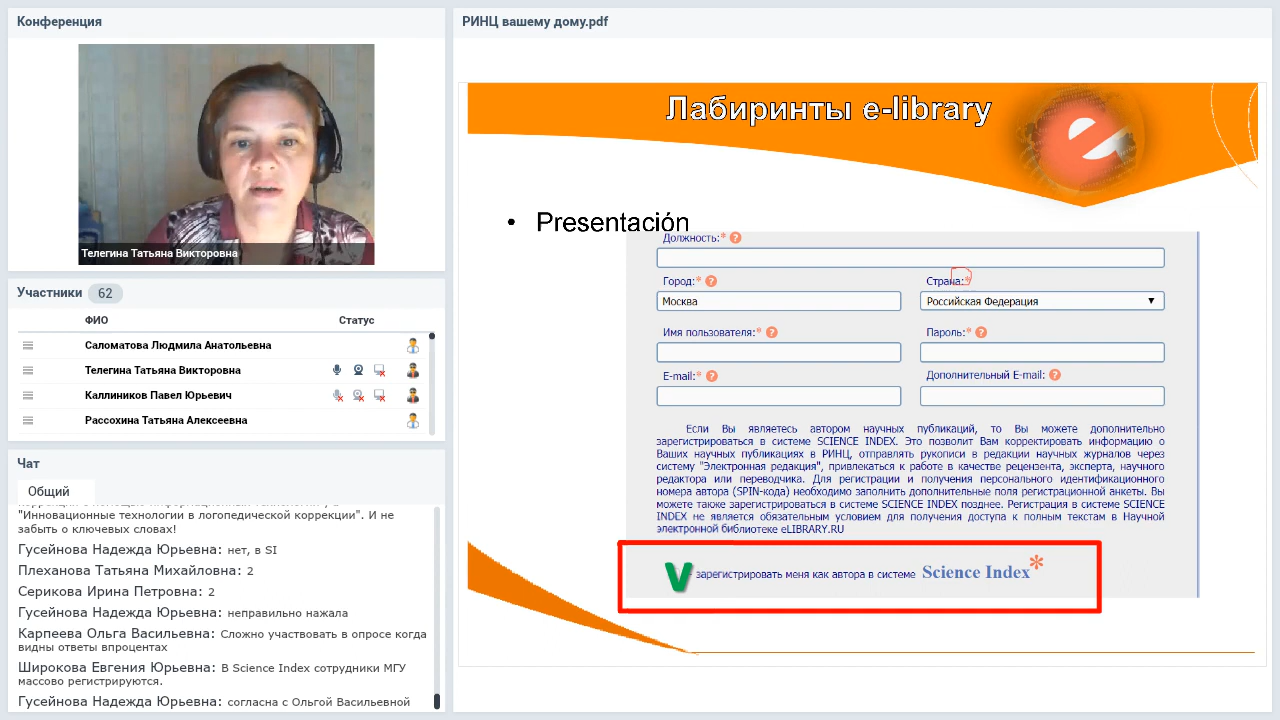 Конференция
Телегина Татьяна Викторовна
Участники 62
ФИО Статус
Саломатова Людмила Анатольевна
Телегина Татьяна Викторовна
Каллиников Павел Юрьевич
Рассохина Татьяна Алексеевна
Чат
Общий
"Инновационные технологии в логопедической коррекции". И не
забыть о ключевых словах!
Гусейнова Надежда Юрьевна: нет, в SI
Плеханова Татьяна Михайловна: 2
Серикова Ирина Петровна: 2
Гусейнова Надежда Юрьевна: неправильно нажала
Карпеева Ольга Васильевна: Сложно участвовать в опросе когда
видны ответы впроцентах
Широкова Евгения Юрьевна: В Science Index сотрудники МГУ
массово регистрируются.
Гусейнова Надежда Юрьевна: согласна с Ольгой Васильевной
РИНЦ вашему дому.pdf
Лабиринты e-library
e
• Presentación
Должность:* ?
Город:* ? Страна:*
Москва Российская Федерация ▼
Имя пользователя:* ? Пароль:* ?
E-mail:* ? Дополнительный E-mail: ?
Если Вы являетесь автором научных публикаций, то Вы можете дополнительно
зарегистрироваться в системе SCIENCE INDEX. Это позволит Вам корректировать информацию о
Ваших научных публикациях в РИНЦ, отправлять рукописи в редакции научных журналов через
систему "Электронная редакция", привлекаться к работе в качестве рецензента, эксперта, научного
редактора или переводчика. Для регистрации и получения персонального идентификационного
номера автора (SPIN-кода) необходимо заполнить дополнительные поля регистрационной анкеты. Вы
можете также зарегистрироваться в системе SCIENCE INDEX позднее. Регистрация в системе SCIENCE
INDEX не является обязательным условием для получения доступа к полным текстам в Научной
электронной библиотеке eLIBRARY.RU
V зарегистрировать меня как автора в системе Science Index*